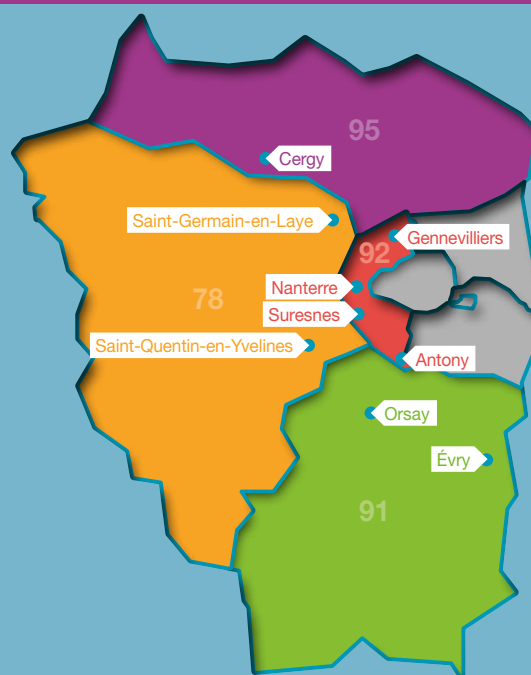 95
Cergy
Saint-Germain-en-Laye
92
Gennevilliers
Nanterre
78
Suresnes
Saint-Quentin-en-Yvelines
Antony
Orsay
Évry
91